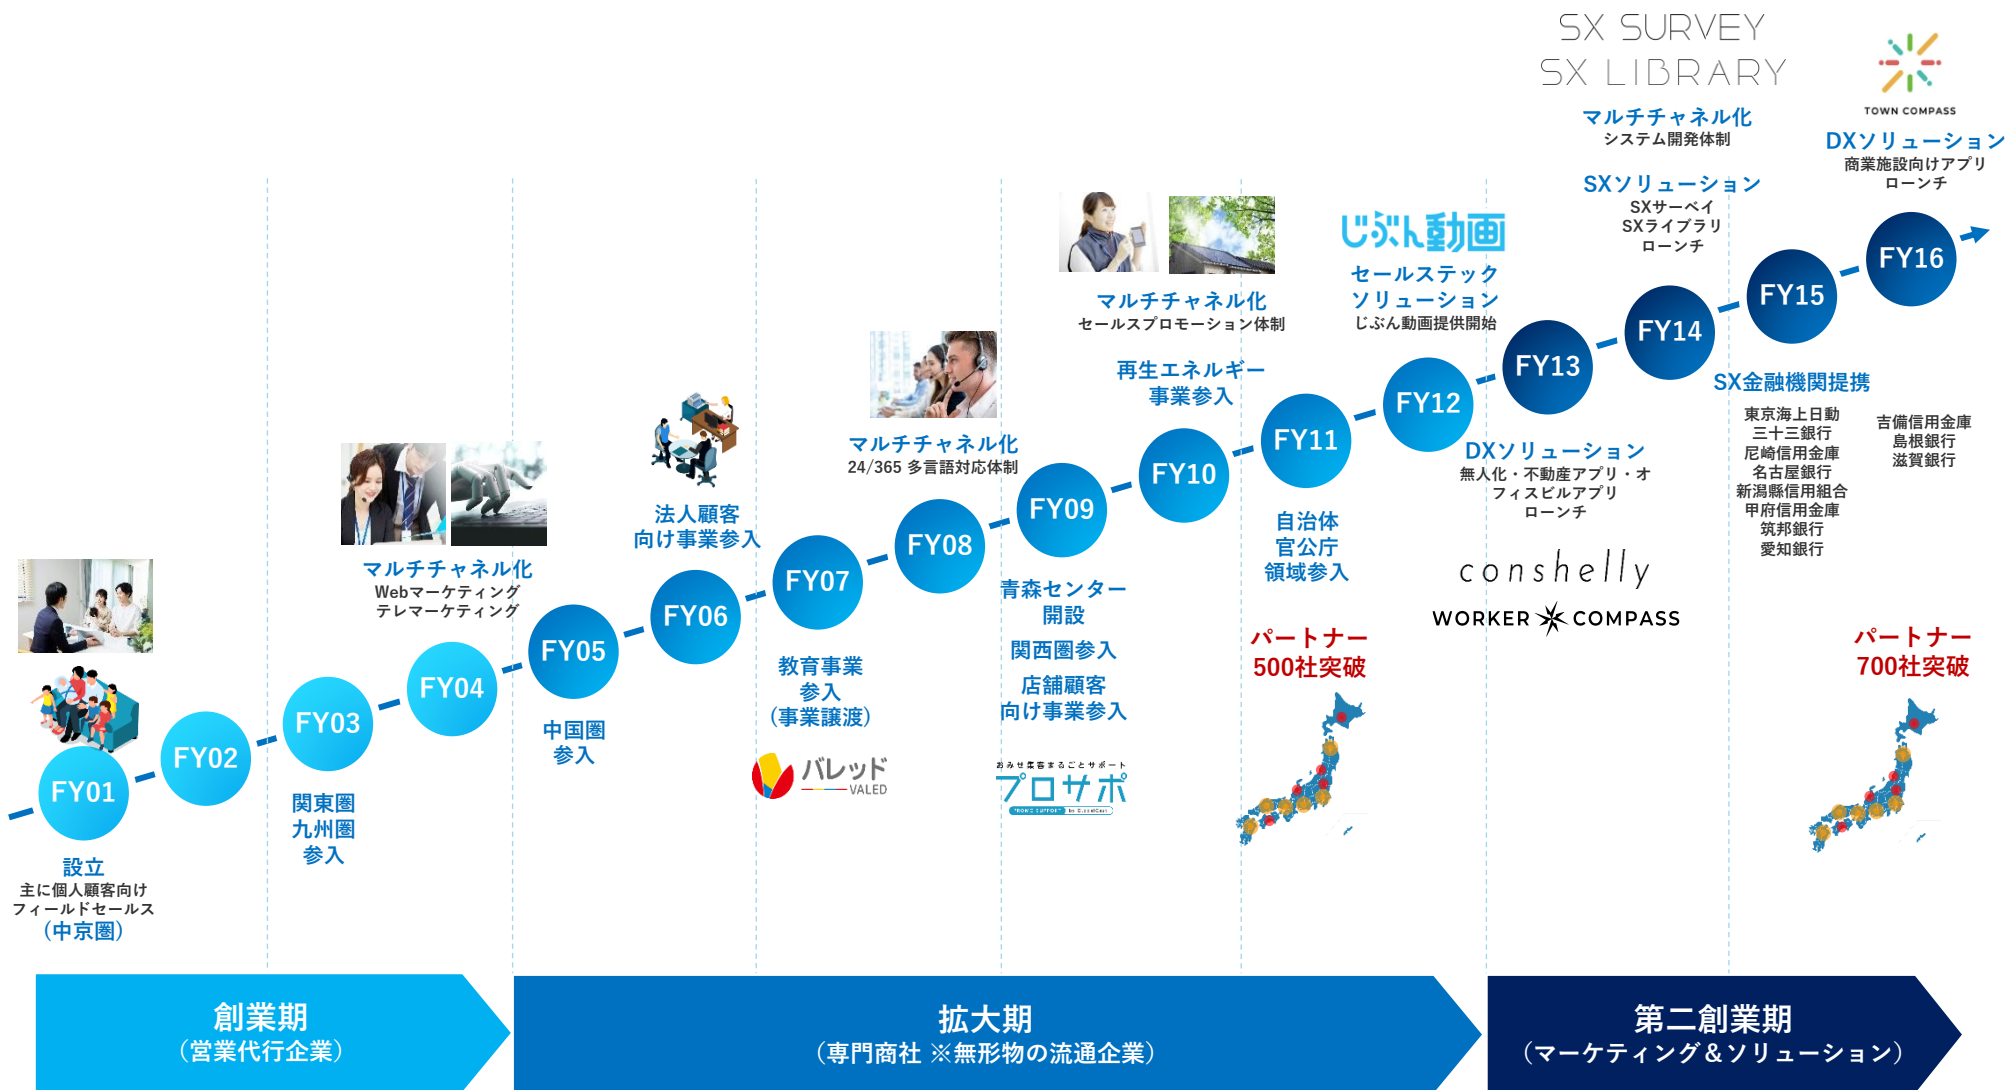 SX SURVEY
SX LIBRARY
TOWN COMPASS
マルチチャネル化
システム開発体制
SXソリューション
SXサーベイ
SXライブラリ
ローンチ
DXソリューション
商業施設向けアプリ
ローンチ
じぶん動画
セールステック
ソリューション
じぶん動画提供開始
マルチチャネル化
セールスプロモーション体制
再生エネルギー
事業参入
マルチチャネル化
24/365 多言語対応体制
法人顧客
向け事業参入
マルチチャネル化
Webマーケティング
テレマーケティング
FY01
FY02
FY03
FY04
FY05
FY06
FY07
FY08
FY09
FY10
FY11
FY12
FY13
FY14
FY15
FY16
設立
主に個人顧客向け
フィールドセールス
（中京圏）
関東圏
九州圏
参入
中国圏
参入
教育事業
参入
（事業譲渡）
バレッド
VALED
青森センター
開設
関西圏参入
店舗顧客
向け事業参入
おみせ集客まるごとサポート
プロサポ
PROMO SUPPORT
自治体
官公庁
領域参入
パートナー
500社突破
DXソリューション
無人化・不動産アプリ・オ
フィスビルアプリ
ローンチ
conshelly
WORKER COMPASS
SX金融機関提携
東京海上日動
三十三銀行
尼崎信用金庫
名古屋銀行
新潟縣信用組合
甲府信用金庫
筑邦銀行
愛知銀行
吉備信用金庫
島根銀行
滋賀銀行
パートナー
700社突破
創業期
（営業代行企業）
拡大期
（専門商社 ※無形物の流通企業）
第二創業期
（マーケティング＆ソリューション）